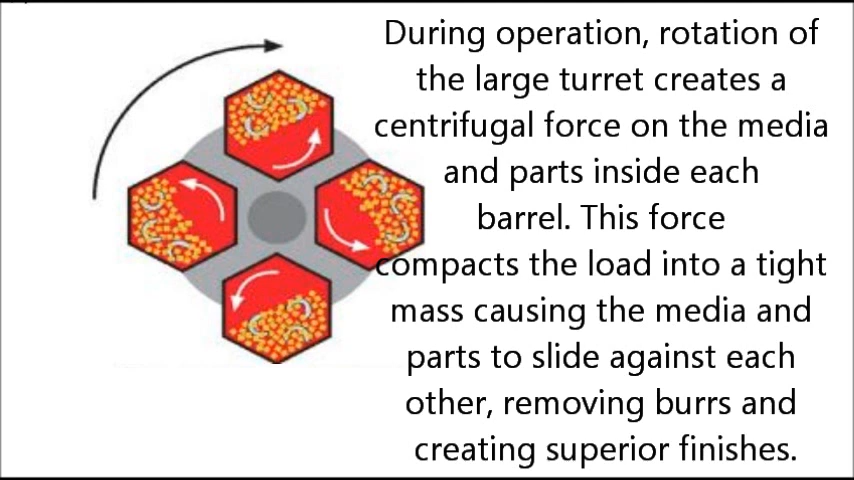 During operation, rotation of
the large turret creates a
centrifugal force on the media
and parts inside each
barrel. This force
compacts the load into a tight
mass causing the media and
parts to slide against each
other, removing burrs and
creating superior finishes.